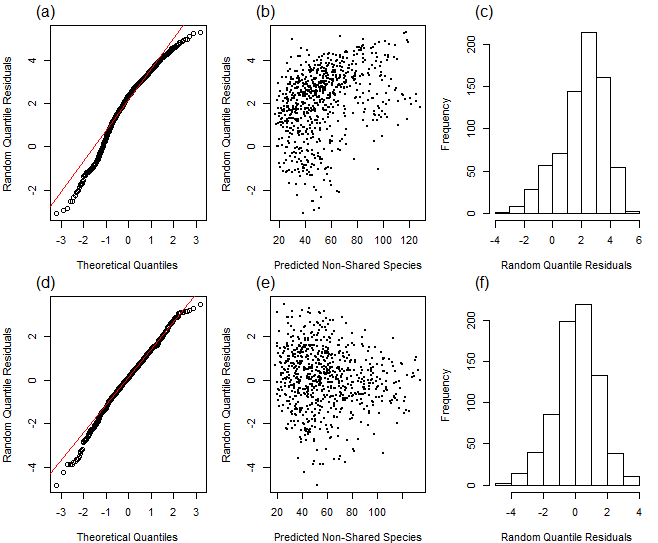 (a) (b) (c)
Random Quantile Residuals
-2 0 2 4
-3 -2 -1 0 1 2 3
Theoretical Quantiles
Random Quantile Residuals
-2 0 2 4
20 40 60 80 100 120
Predicted Non-Shared Species
Frequency
0 50 100 150 200
-4 -2 0 2 4 6
Random Quantile Residuals
(d) (e) (f)
Random Quantile Residuals
-4 -2 0 2
-3 -2 -1 0 1 2 3
Theoretical Quantiles
Random Quantile Residuals
-4 -2 0 2
20 40 60 80 100
Predicted Non-Shared Species
Frequency
0 50 100 150 200
-4 -2 0 2 4
Random Quantile Residuals